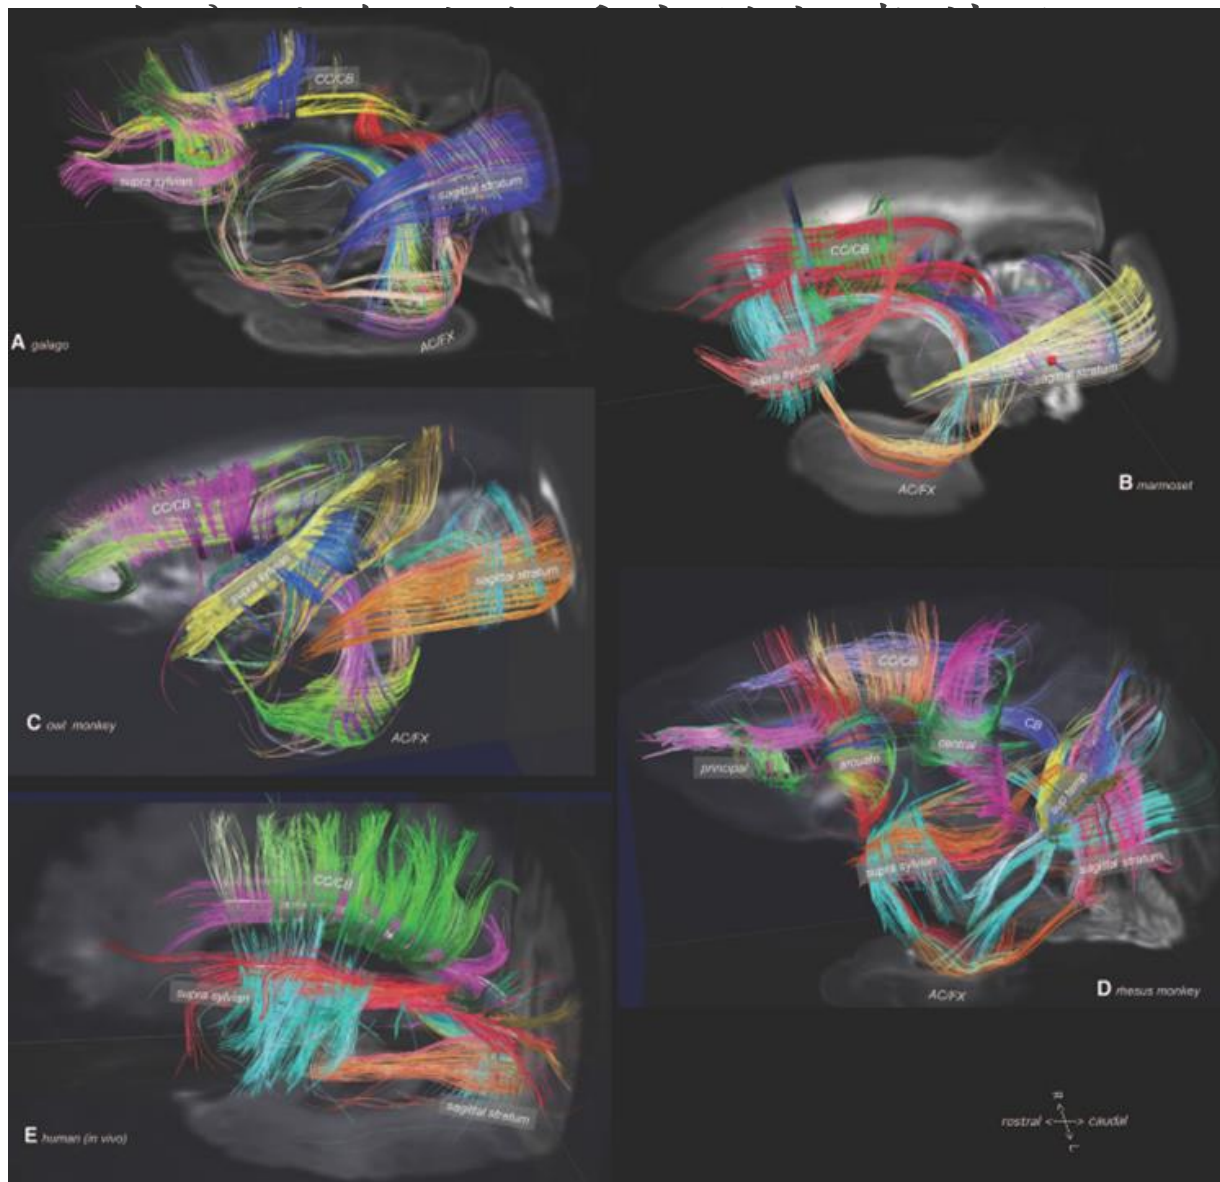 CC/CB
supra sylvian
sagittal stratum
AC/FX
A galago
CC/CB
supra sylvian
sagittal stratum
AC/FX
B marmoset
CC/CB
supra sylvian
sagittal stratum
AC/FX
C owl monkey
CC/CB
CB
central
principal
arcuate
sup temp
supra sylvian
sagittal stratum
AC/FX
D rhesus monkey
CC/CB
supra sylvian
sagittal stratum
E human (in vivo)
R
rostral <-> caudal
L